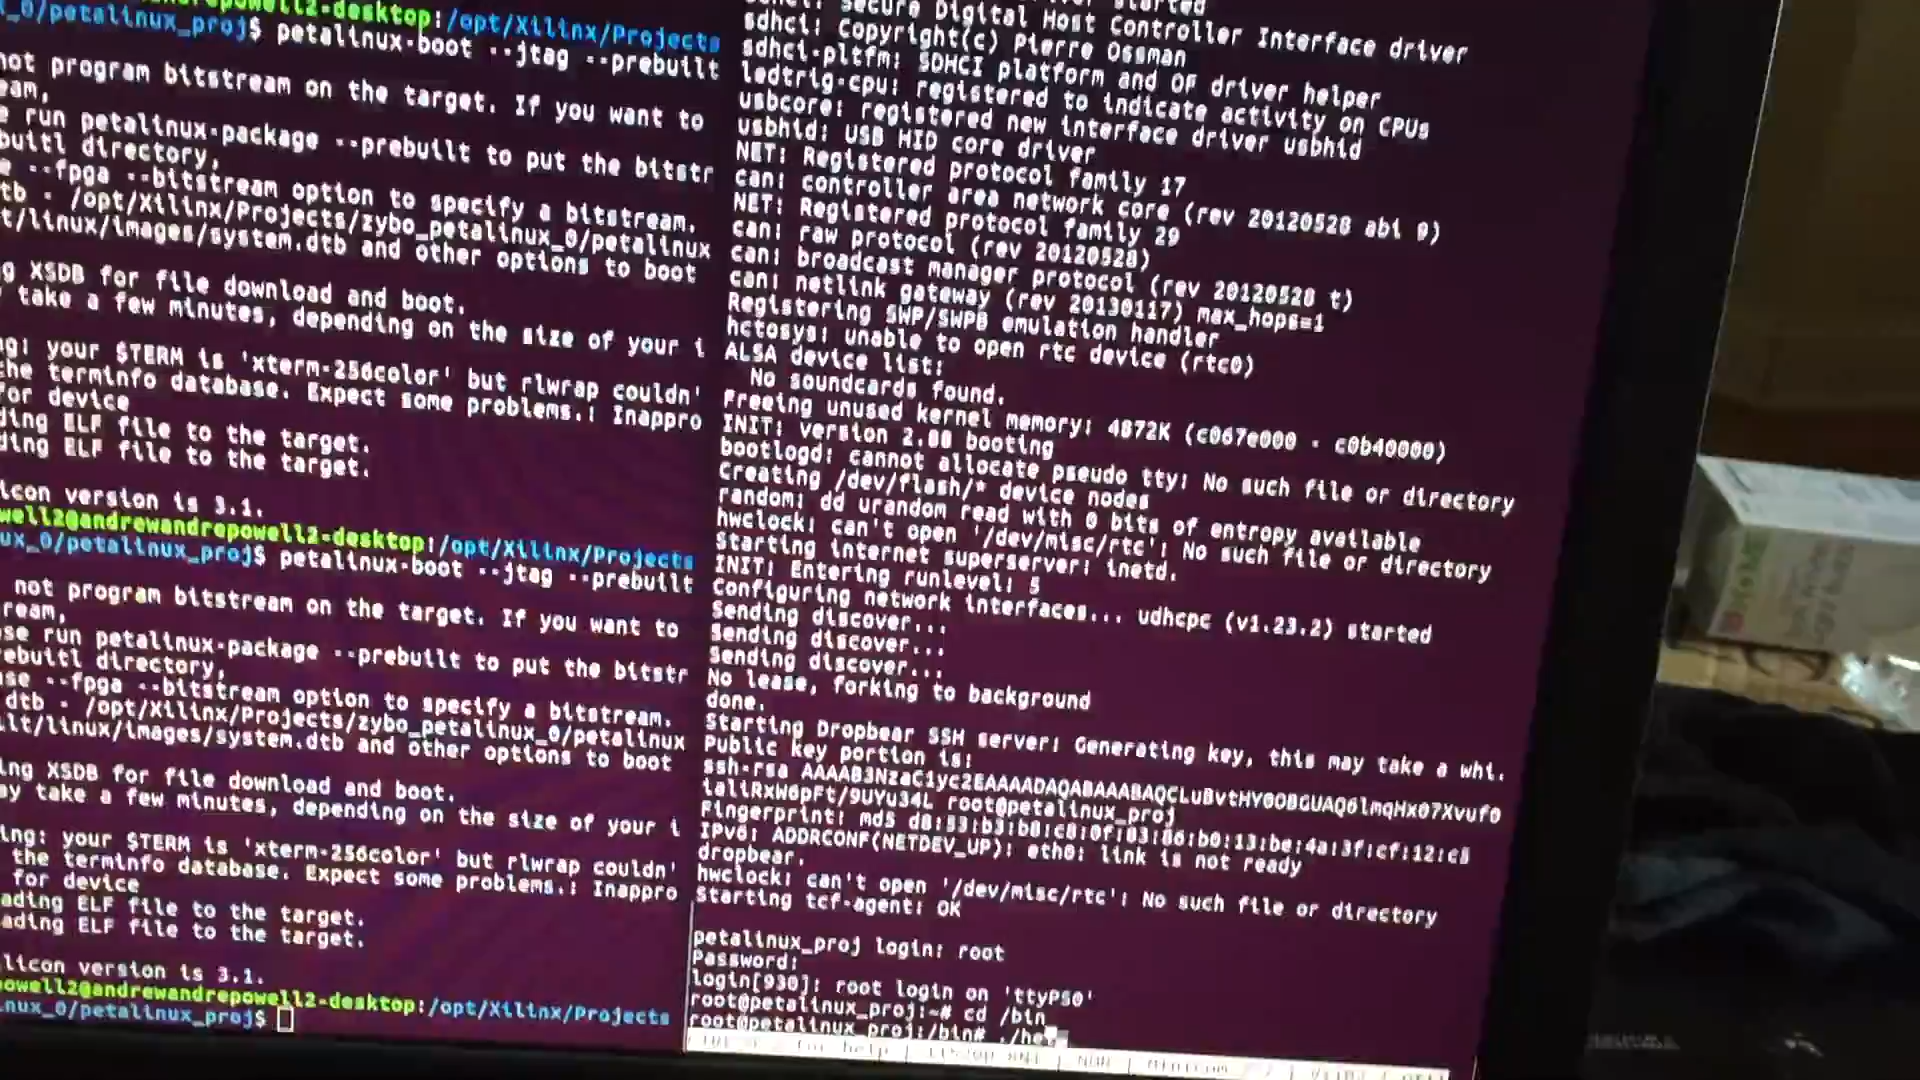 powell2-desktop:/opt/Xilinx/Projects
x_0/petalinux_proj$ petalinux-boot --jtag --prebuilt
not program bitstream on the target. If you want to
eam,
e run petalinux-package --prebuilt to put the bitstr
buitl directory,
e --fpga --bitstream option to specify a bitstream.
tb - /opt/Xilinx/Projects/zybo_petalinux_0/petalinux
t/linux/images/system.dtb and other options to boot
g XSDB for file download and boot.
take a few minutes, depending on the size of your i
ng: your $TERM is 'xterm-256color' but rlwrap couldn'
the terminfo database. Expect some problems.: Inappro
for device
ding ELF file to the target.
ding ELF file to the target.
icon version is 3.1.
well2@andrewandrepowell2-desktop:/opt/Xilinx/Projects
ux_0/petalinux_proj$ petalinux-boot --jtag --prebuilt
not program bitstream on the target. If you want to
ream,
se run petalinux-package --prebuilt to put the bitstr
ebuitl directory,
se --fpga --bitstream option to specify a bitstream.
dtb - /opt/Xilinx/Projects/zybo_petalinux_0/petalinux
ilt/linux/images/system.dtb and other options to boot
ing XSDB for file download and boot.
ay take a few minutes, depending on the size of your i
ing: your $TERM is 'xterm-256color' but rlwrap couldn'
the terminfo database. Expect some problems.: Inappro
for device
ading ELF file to the target.
ading ELF file to the target.
licon version is 3.1.
owell2@andrewandrepowell2-desktop:/opt/Xilinx/Projects
nux_0/petalinux_proj$
started
sdhci: Secure Digital Host Controller Interface driver
sdhci: Copyright(c) Pierre Ossman
sdhci-pltfm: SDHCI platform and OF driver helper
ledtrig-cpu: registered to indicate activity on CPUs
usbcore: registered new interface driver usbhid
usbhid: USB HID core driver
NET: Registered protocol family 17
can: controller area network core (rev 20120528 abi 9)
NET: Registered protocol family 29
can: raw protocol (rev 20120528)
can: broadcast manager protocol (rev 20120528 t)
can: netlink gateway (rev 20130117) max_hops=1
Registering SWP/SWPB emulation handler
hctosys: unable to open rtc device (rtc0)
ALSA device list:
No soundcards found.
Freeing unused kernel memory: 4872K (c067e000 - c0b40000)
INIT: version 2.88 booting
bootlogd: cannot allocate pseudo tty: No such file or directory
Creating /dev/flash/* device nodes
random: dd urandom read with 0 bits of entropy available
hwclock: can't open '/dev/misc/rtc': No such file or directory
Starting internet superserver: inetd.
INIT: Entering runlevel: 5
Configuring network interfaces... udhcpc (v1.23.2) started
Sending discover...
Sending discover...
Sending discover...
No lease, forking to background
done.
Starting Dropbear SSH server: Generating key, this may take a whi.
Public key portion is:
ssh-rsa
root@petalinux_proj
Fingerprint: md5 d8:53:b3:b8:c8:0f:03:8d:b0:13:be:4a:3f:cf:12:c5
IPv6: ADDRCONF(NETDEV_UP): eth0: link is not ready
dropbear.
hwclock: can't open '/dev/misc/rtc': No such file or directory
Starting tcf-agent: OK
petalinux_proj login: root
Password:
login[930]: root login on 'ttyPS0'
root@petalinux_proj:~# cd /bin
root@petalinux_proj:/bin# ./he
for help